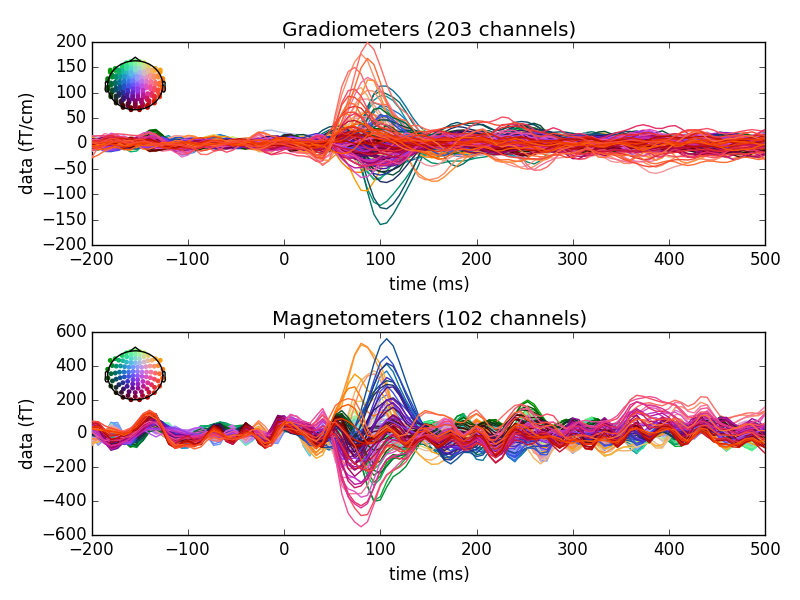 Gradiometers (203 channels)
200
150
100
50
0
−50
−100
−150
−200
data (fT/cm)
−200 −100 0 100 200 300 400 500
time (ms)
Magnetometers (102 channels)
600
400
200
0
−200
−400
−600
data (fT)
−200 −100 0 100 200 300 400 500
time (ms)